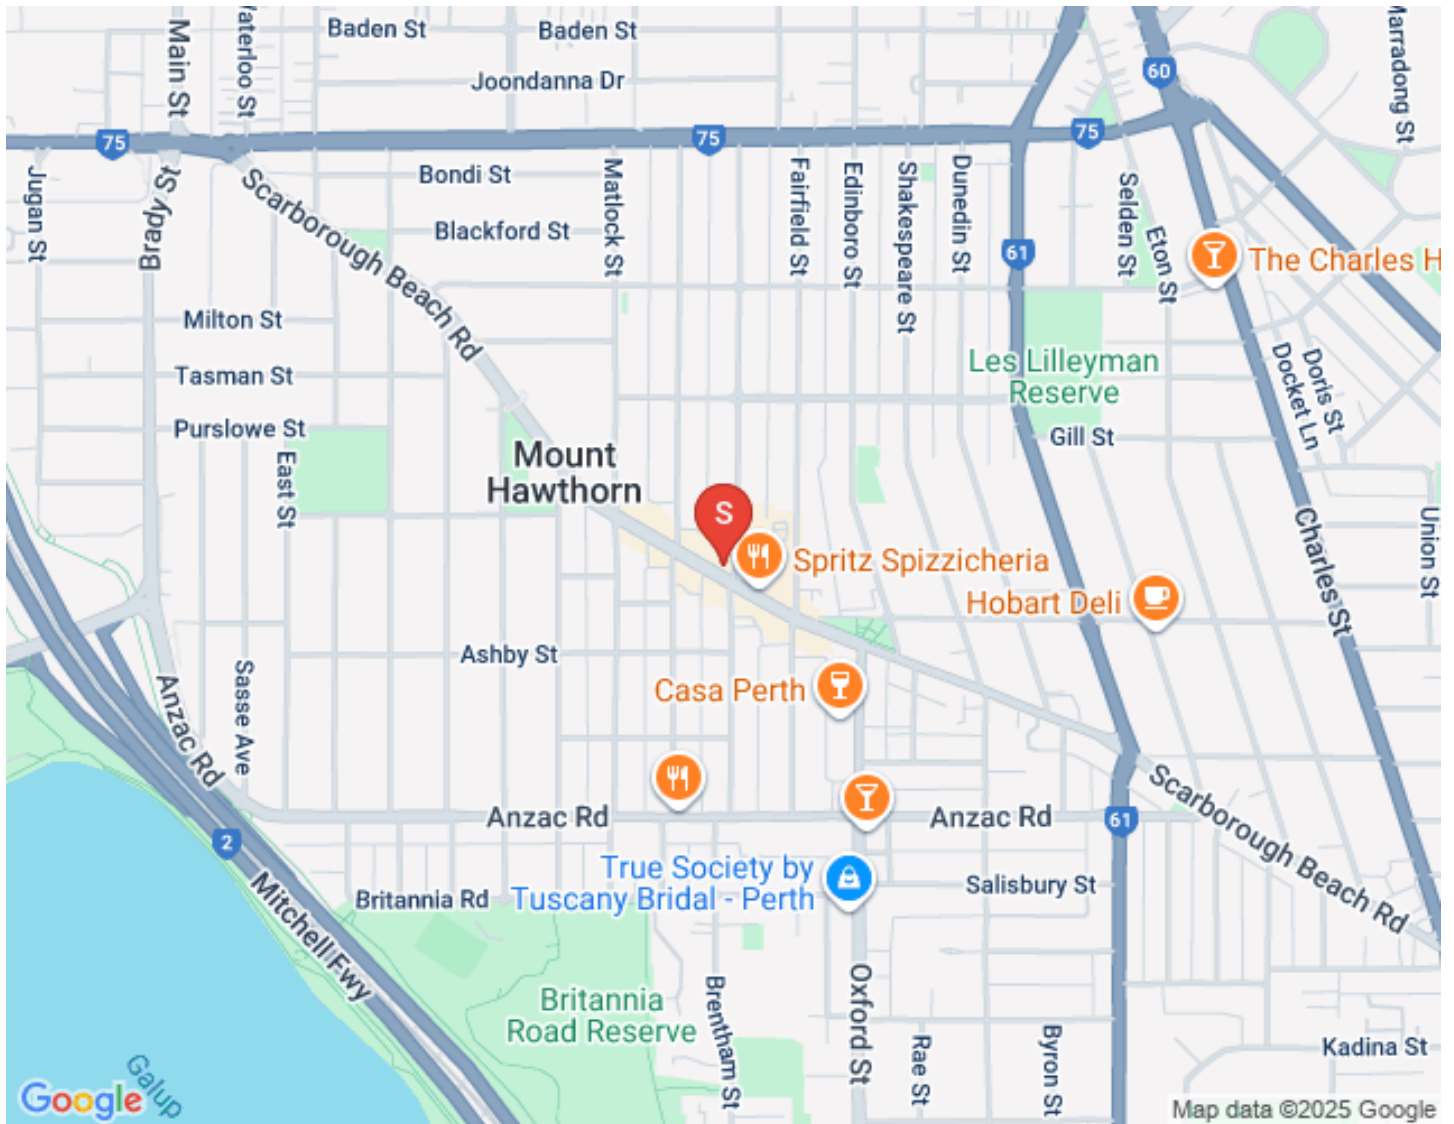 Baden St
Baden St
Main St
Waterloo St
Joondanna Dr
60
Marradong St
75
75
75
Jugan St
Brady St
Scarborough Beach Rd
Bondi St
Matlock St
Fairfield St
Edinboro St
Shakespeare St
Dunedin St
Selden St
Eton St
Blackford St
61
The Charles H
Milton St
Tasman St
Purslowe St
East St
Les Lilleyman
Reserve
Doris St
Docket Ln
Gill St
Mount
Hawthorn
S
Spritz Spizzicheria
Hobart Deli
Charles St
Union St
Ashby St
Casa Perth
Sasse Ave
Anzac Rd
Anzac Rd
Anzac Rd
61
Scarborough Beach Rd
2
Mitchell Fwy
True Society by
Tuscany Bridal - Perth
Britannia Rd
Salisbury St
Britannia
Road Reserve
Brentham St
Oxford St
Rae St
Byron St
Kadina St
Galup
Google
Map data ©2025 Google